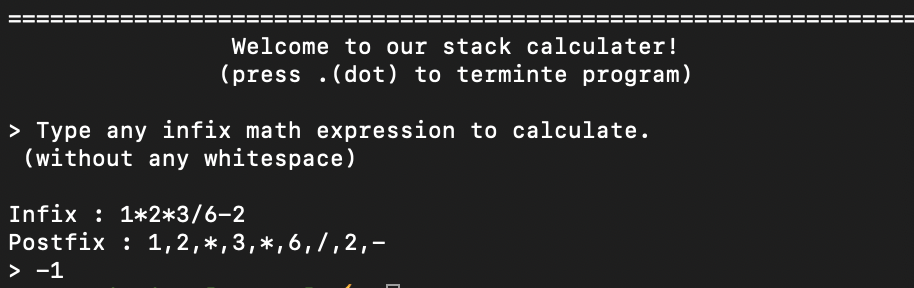 ==================================================================
Welcome to our stack calculater!
(press .(dot) to terminte program)
> Type any infix math expression to calculate.
(without any whitespace)
Infix : 1*2*3/6-2
Postfix : 1,2,*,3,*,6,/,2,-
> -1